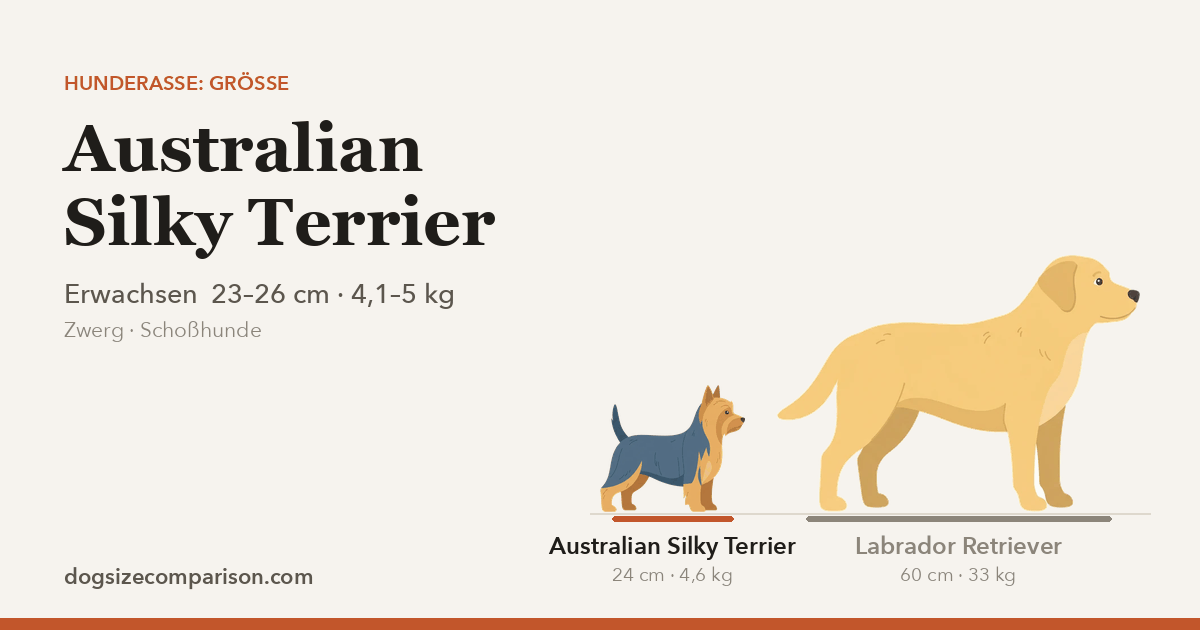 HUNDERASSE: GRÖSSE
Australian
Silky Terrier
Erwachsen 23–26 cm · 4,1–5 kg
Zwerg · Schoßhunde
Australian Silky Terrier
24 cm · 4,6 kg
Labrador Retriever
60 cm · 33 kg
dogsizecomparison.com